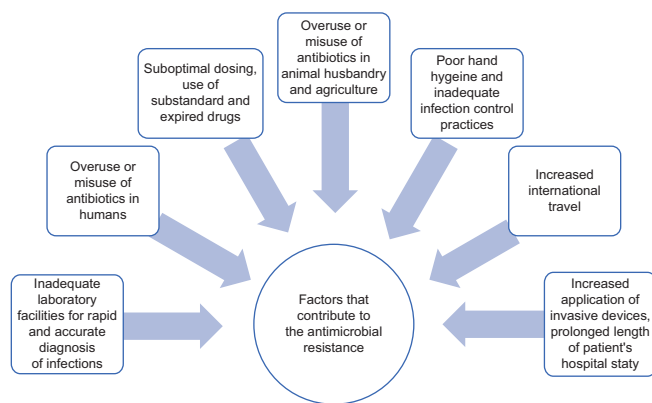 Overuse or
misuse of
antibiotics in
animal husbandry
and agriculture
Suboptimal dosing,
use of
substandard and
expired drugs
Poor hand
hygeine and
inadequate
infection control
practices
Overuse or
misuse of
antibiotics in
humans
Increased
international
travel
Inadequate
laboratory
facilities for rapid
and accurate
diagnosis
of infections
Factors that
contribute to
the antimicrobial
resistance
Increased
application of
invasive devices,
prolonged length
of patient's
hospital staty